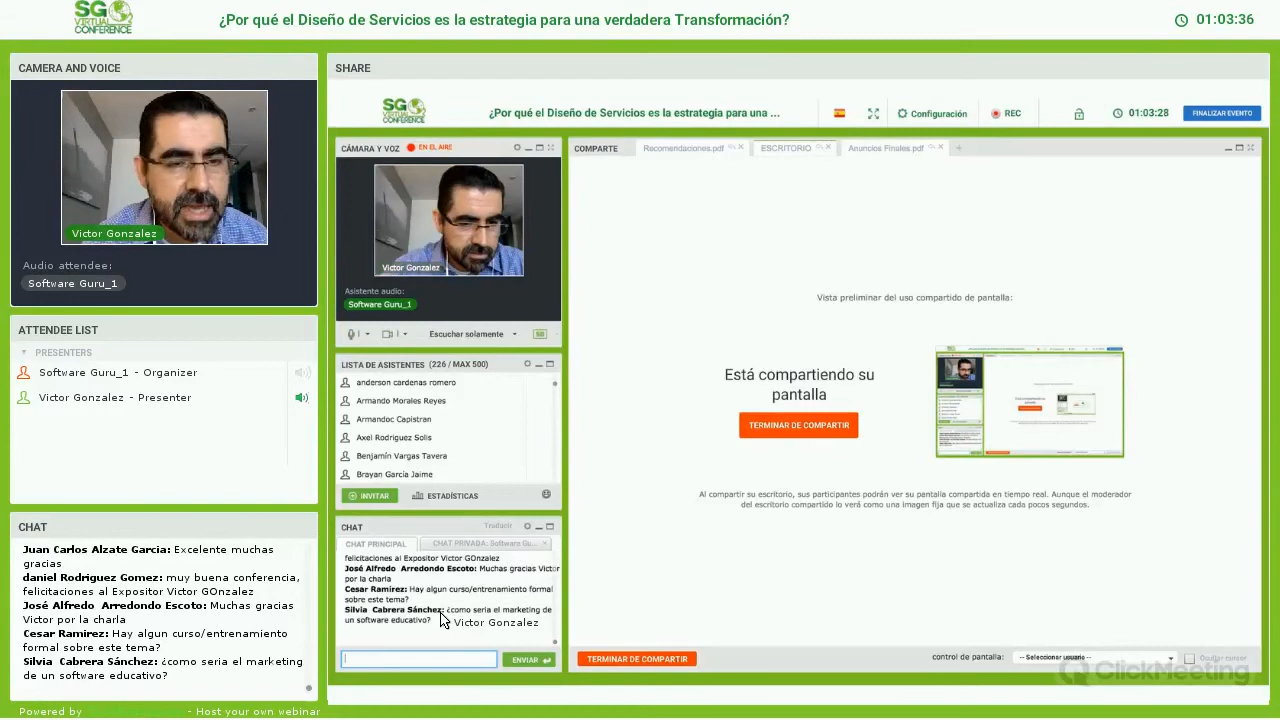 SG VIRTUAL CONFERENCE
¿Por qué el Diseño de Servicios es la estrategia para una verdadera Transformación?
01:03:36
CAMERA AND VOICE
Victor Gonzalez
Audio attendee:
Software Guru_1
ATTENDEE LIST
PRESENTERS
Software Guru_1 - Organizer
Victor Gonzalez - Presenter
CHAT
Juan Carlos Alzate Garcia: Excelente muchas
gracias
daniel Rodriguez Gomez: muy buena conferencia,
felicitaciones al Expositor Victor GOnzalez
José Alfredo Arredondo Escoto: Muchas gracias
Victor por la charla
Cesar Ramirez: Hay algun curso/entrenamiento
formal sobre este tema?
Silvia Cabrera Sánchez: ¿como seria el marketing
de un software educativo?
Powered by
- Host your own webinar
SHARE
SG VIRTUAL CONFERENCE
¿Por qué el Diseño de Servicios es la estrategia para una ...
Configuración
REC
01:03:28
FINALIZAR EVENTO
CÁMARA Y VOZ
EN EL AIRE
Victor Gonzalez
Asistente audio:
Software Guru_1
Escuchar solamente
LISTA DE ASISTENTES (226 / MAX 500)
anderson cardenas romero
Armando Morales Reyes
Armandoc Capistran
Axel Rodriguez Solis
Benjamín Vargas Tavera
Brayan García Jaime
INVITAR
ESTADÍSTICAS
CHAT
Traducir
CHAT PRINCIPAL
CHAT PRIVADA: Software Gu...
felicitaciones al Expositor Victor GOnzalez
José Alfredo Arredondo Escoto: Muchas gracias Victor
por la charla
Cesar Ramirez: Hay algun curso/entrenamiento formal
sobre este tema?
Silvia Cabrera Sánchez: ¿como seria el marketing de
un software educativo?
Victor Gonzalez
ENVIAR
COMPARTE
Recomendaciones.pdf
ESCRITORIO
Anuncios Finales.pdf
Vista preliminar del uso compartido de pantalla:
Está compartiendo su
pantalla
TERMINAR DE COMPARTIR
Al compartir su escritorio, sus participantes podrán ver su pantalla compartida en tiempo real. Aunque el moderador
del escritorio compartido lo verá como una imagen fija que se actualiza cada pocos segundos.
TERMINAR DE COMPARTIR
control de pantalla:
-- Seleccionar usuario --
Ocultar cursor
ClickMeeting